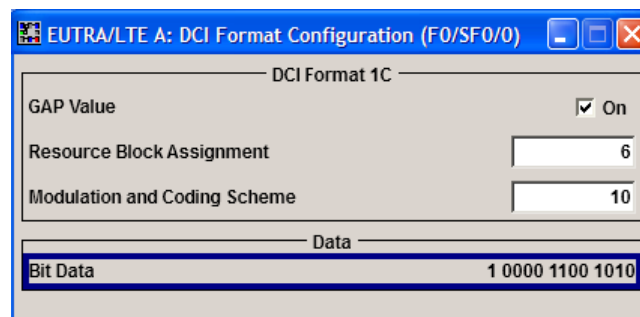 EUTRA/LTE A: DCI Format Configuration (F0/SF0/0)
DCI Format 1C
GAP Value On
Resource Block Assignment 6
Modulation and Coding Scheme 10
Data
Bit Data 1 0000 1100 1010